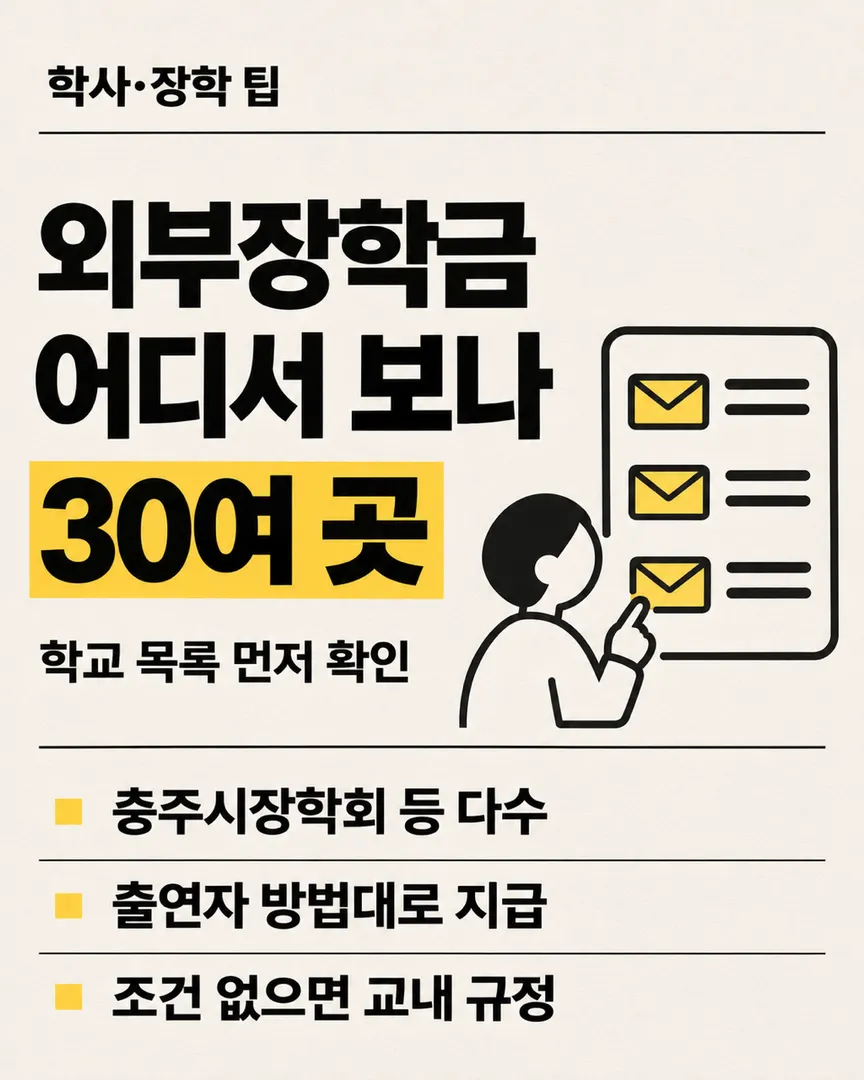 학사·장학 팁
외부장학금
어디서 보나
30여 곳
학교 목록 먼저 확인
충주시장학회 등 다수
출연자 방법대로 지급
조건 없으면 교내 규정